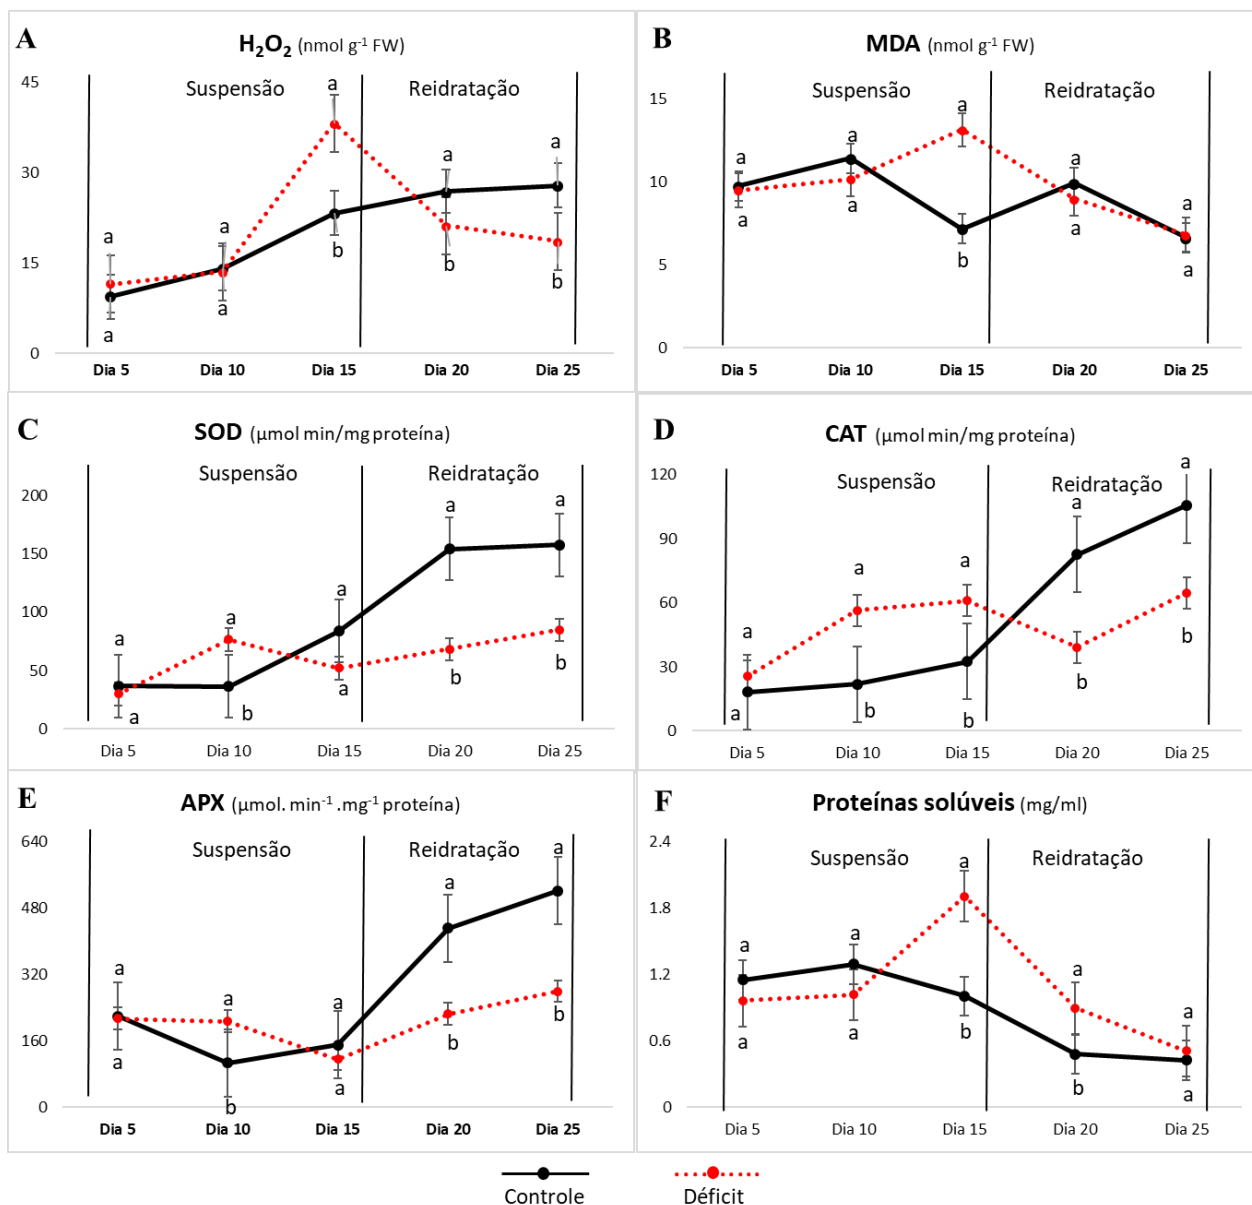 A
H₂O₂ (nmol g⁻¹ FW)
45
30
15
0
Suspensão
Reidratação
a
a
a
a
a
a
a
b
b
b
Dia 5
Dia 10
Dia 15
Dia 20
Dia 25
B
MDA (nmol g⁻¹ FW)
15
10
5
0
Suspensão
Reidratação
a
a
a
a
a
a
a
b
a
a
Dia 5
Dia 10
Dia 15
Dia 20
Dia 25
C
SOD (µmol min/mg proteína)
200
150
100
50
0
Suspensão
Reidratação
a
a
a
a
a
a
b
a
b
b
Dia 5
Dia 10
Dia 15
Dia 20
Dia 25
D
CAT (µmol min/mg proteína)
120
90
60
30
0
Suspensão
Reidratação
a
a
a
a
a
a
b
b
b
b
Dia 5
Dia 10
Dia 15
Dia 20
Dia 25
E
APX (µmol. min⁻¹ .mg⁻¹ proteína)
640
480
320
160
0
Suspensão
Reidratação
a
a
a
a
a
a
b
a
b
b
Dia 5
Dia 10
Dia 15
Dia 20
Dia 25
F
Proteínas solúveis (mg/ml)
2.4
1.8
1.2
0.6
0
Suspensão
Reidratação
a
a
a
a
a
a
a
b
b
a
Dia 5
Dia 10
Dia 15
Dia 20
Dia 25
Controle
Déficit